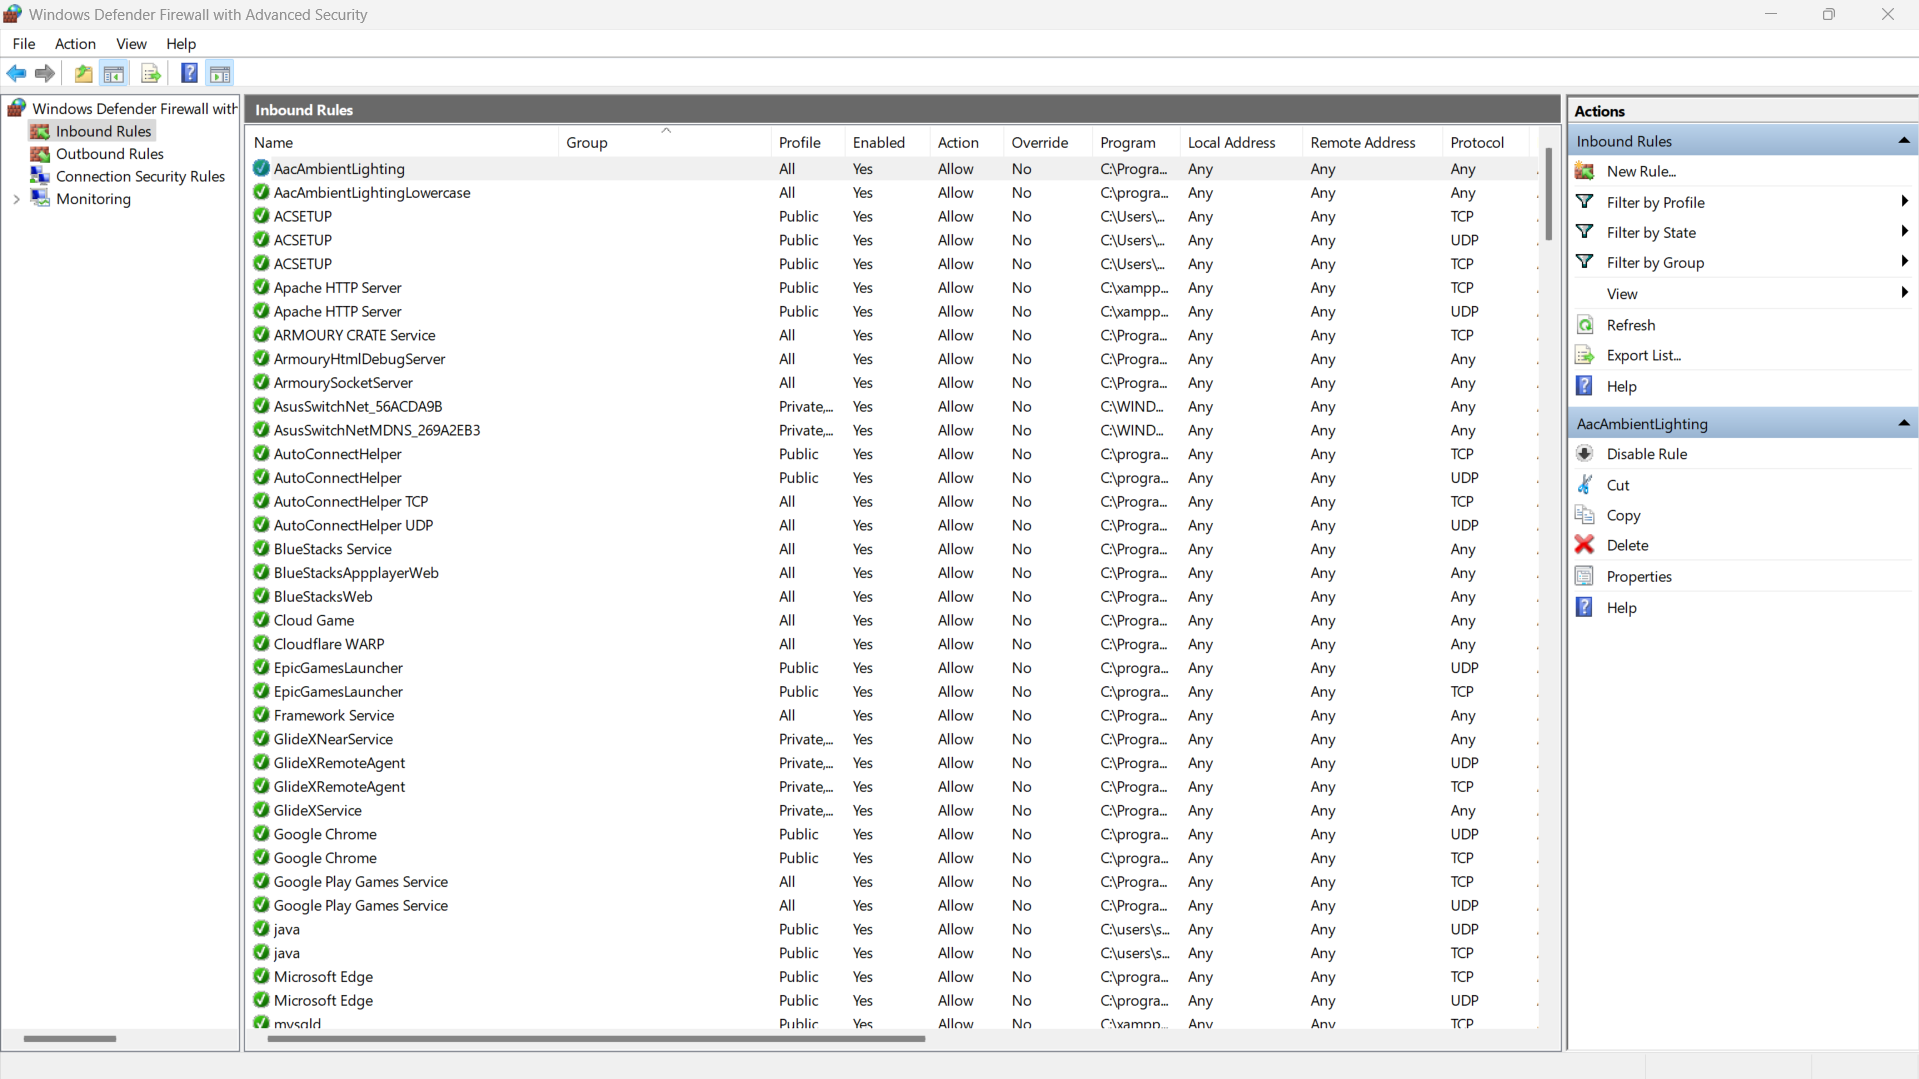 Windows Defender Firewall with Advanced Security
File Action View Help
Windows Defender Firewall with
Inbound Rules
Outbound Rules
Connection Security Rules
Monitoring
Inbound Rules
Name Group Profile Enabled Action Override Program Local Address Remote Address Protocol
AacAmbientLighting All Yes Allow No C:\Progra... Any Any Any
AacAmbientLightingLowercase All Yes Allow No C:\progra... Any Any Any
ACSETUP Public Yes Allow No C:\Users\... Any Any TCP
ACSETUP Public Yes Allow No C:\Users\... Any Any UDP
ACSETUP Public Yes Allow No C:\Users\... Any Any TCP
Apache HTTP Server Public Yes Allow No C:\xampp... Any Any TCP
Apache HTTP Server Public Yes Allow No C:\xampp... Any Any UDP
ARMOURY CRATE Service All Yes Allow No C:\Progra... Any Any TCP
ArmouryHtmlDebugServer All Yes Allow No C:\Progra... Any Any Any
ArmourySocketServer All Yes Allow No C:\Progra... Any Any Any
AsusSwitchNet_56ACDA9B Private,... Yes Allow No C:\WIND... Any Any Any
AsusSwitchNetMDNS_269A2EB3 Private,... Yes Allow No C:\WIND... Any Any Any
AutoConnectHelper Public Yes Allow No C:\progra... Any Any TCP
AutoConnectHelper Public Yes Allow No C:\progra... Any Any UDP
AutoConnectHelper TCP All Yes Allow No C:\Progra... Any Any TCP
AutoConnectHelper UDP All Yes Allow No C:\Progra... Any Any UDP
BlueStacks Service All Yes Allow No C:\Progra... Any Any Any
BlueStacksAppplayerWeb All Yes Allow No C:\Progra... Any Any Any
BlueStacksWeb All Yes Allow No C:\Progra... Any Any Any
Cloud Game All Yes Allow No C:\Progra... Any Any Any
Cloudflare WARP All Yes Allow No C:\Progra... Any Any Any
EpicGamesLauncher Public Yes Allow No C:\progra... Any Any UDP
EpicGamesLauncher Public Yes Allow No C:\progra... Any Any TCP
Framework Service All Yes Allow No C:\Progra... Any Any Any
GlideXNearService Private,... Yes Allow No C:\Progra... Any Any Any
GlideXRemoteAgent Private,... Yes Allow No C:\Progra... Any Any UDP
GlideXRemoteAgent Private,... Yes Allow No C:\Progra... Any Any TCP
GlideXService Private,... Yes Allow No C:\Progra... Any Any Any
Google Chrome Public Yes Allow No C:\progra... Any Any UDP
Google Chrome Public Yes Allow No C:\progra... Any Any TCP
Google Play Games Service All Yes Allow No C:\Progra... Any Any TCP
Google Play Games Service All Yes Allow No C:\Progra... Any Any UDP
java Public Yes Allow No C:\users\s... Any Any UDP
java Public Yes Allow No C:\users\s... Any Any TCP
Microsoft Edge Public Yes Allow No C:\progra... Any Any TCP
Microsoft Edge Public Yes Allow No C:\progra... Any Any UDP
mysqld Public Yes Allow No C:\xampp... Any Any TCP
Actions
Inbound Rules
New Rule...
Filter by Profile
Filter by State
Filter by Group
View
Refresh
Export List...
Help
AacAmbientLighting
Disable Rule
Cut
Copy
Delete
Properties
Help